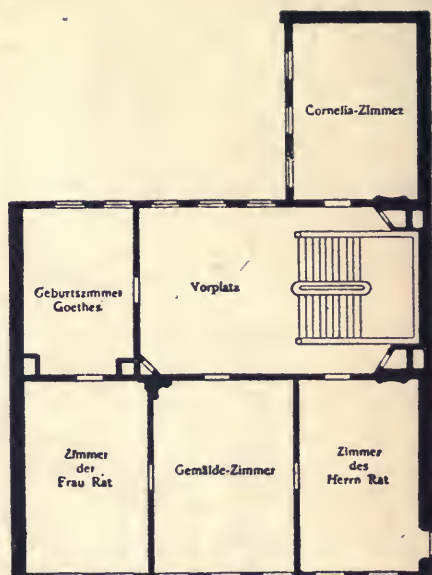 Cornelia-Zimmer
Geburtszimmer
Goethes
Vorplatz
Zimmer
der
Frau Rat
Gemälde-Zimmer
Zimmer
des
Herrn Rat